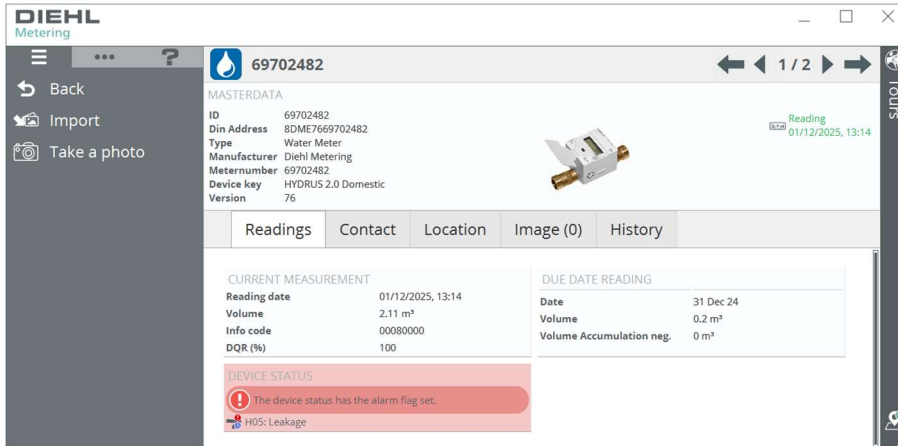 DIEHL
Metering
Back
Import
Take a photo
69702482
1 / 2
MASTERDATA
ID 69702482
Din Address 8DME7669702482
Type Water Meter
Manufacturer Diehl Metering
Meternumber 69702482
Device key HYDRUS 2.0 Domestic
Version 76
Reading
01/12/2025, 13:14
Tours
Readings Contact Location Image (0) History
CURRENT MEASUREMENT
Reading date 01/12/2025, 13:14
Volume 2.11 m³
Info code 00080000
DQR (%) 100
DUE DATE READING
Date 31 Dec 24
Volume 0.2 m³
Volume Accumulation neg. 0 m³
DEVICE STATUS
The device status has the alarm flag set.
H05: Leakage